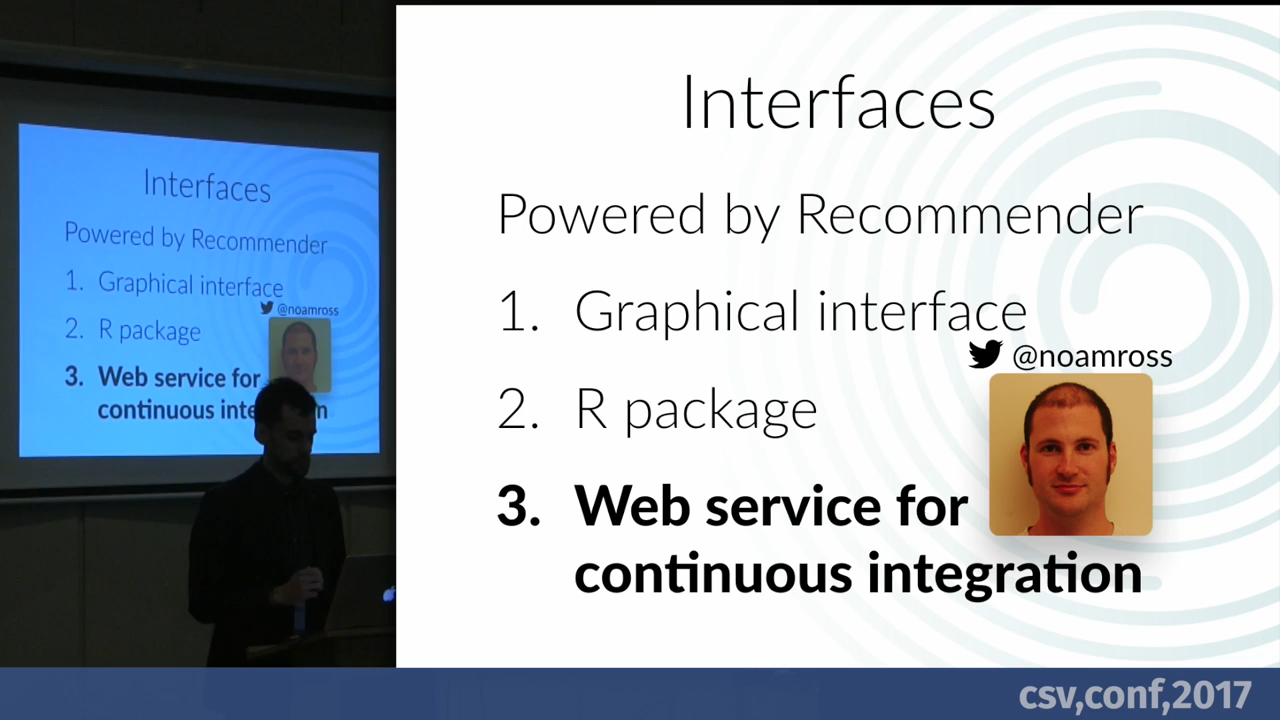 Interfaces
Powered by Recommender
1. Graphical interface
@noamross
2. R package
3. Web service for
continuous inte n
Interfaces
Powered by Recommender
1. Graphical interface
@noamross
2. R package
3. Web service for
continuous integration
csv,conf,2017